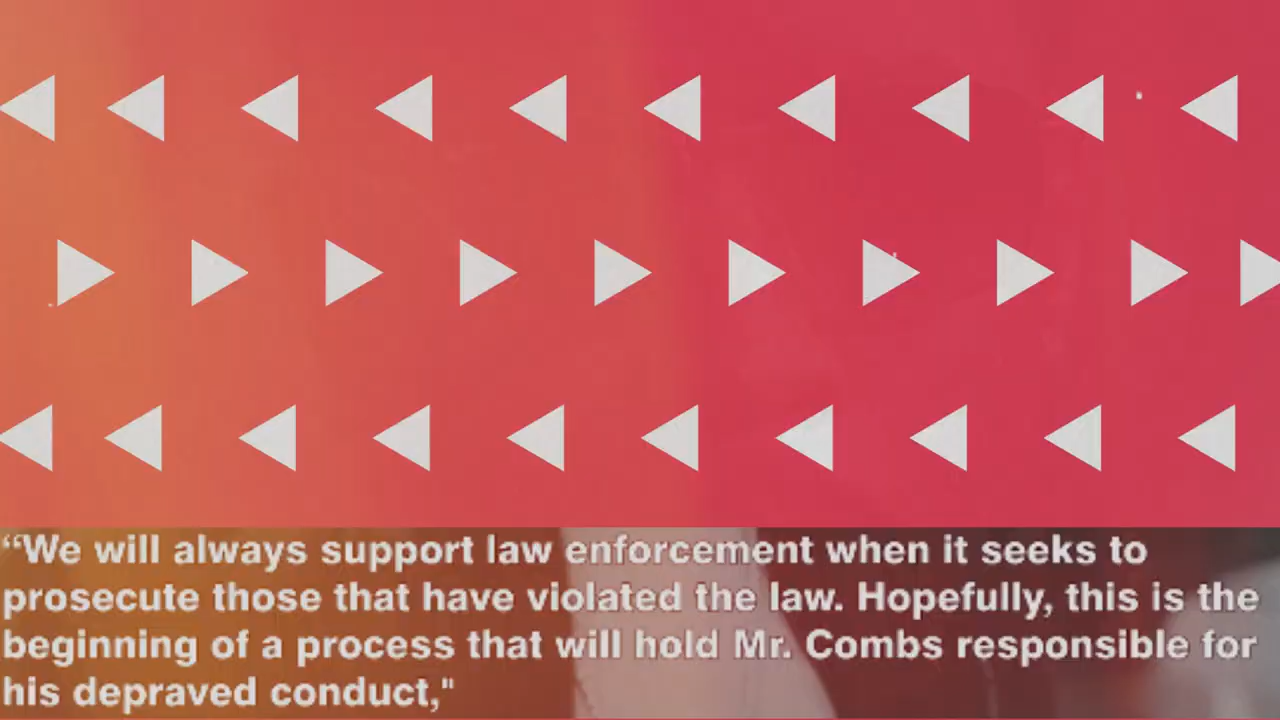 “We will always support law enforcement when it seeks to
prosecute those that have violated the law. Hopefully, this is the
beginning of a process that will hold Mr. Combs responsible for
his depraved conduct,"